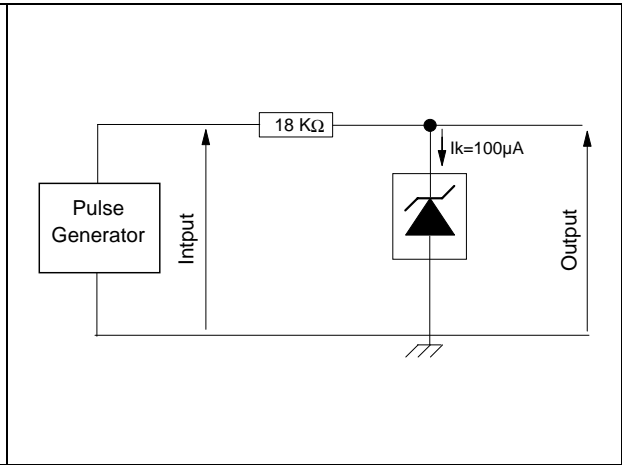 18 KΩ
Ik=100µA
Pulse
Generator
Intput
Output